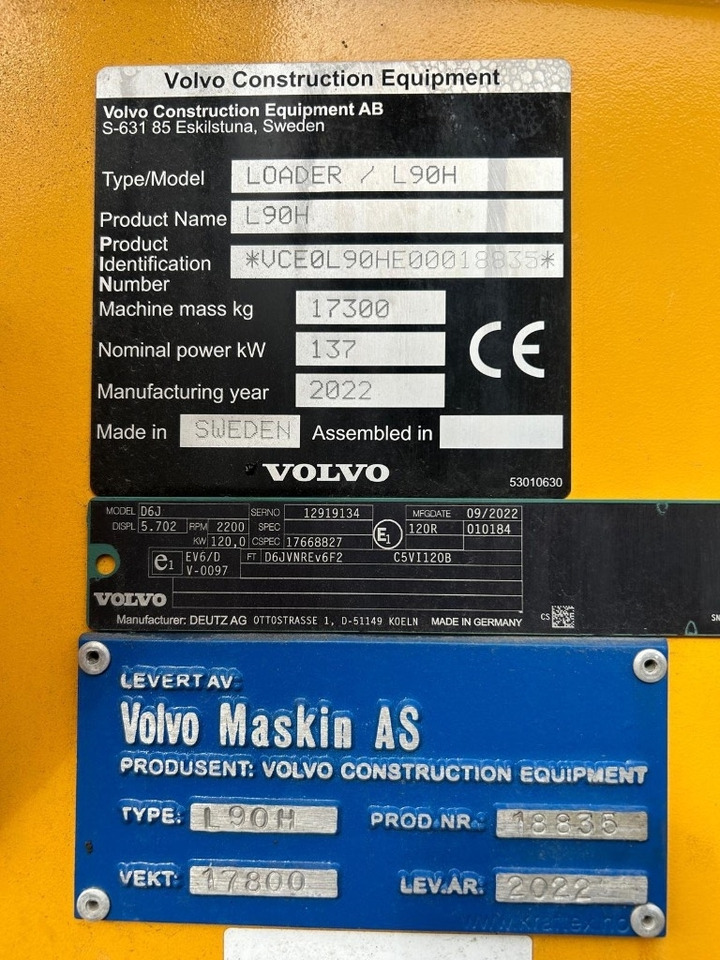 Volvo Construction Equipment
Volvo Construction Equipment AB
S-631 85 Eskilstuna, Sweden
Type/Model LOADER / L90H
Product Name L90H
Product
Identification
Number *VCE0L90HE00018835*
Machine mass kg 17300
Nominal power kW 137
CE
Manufacturing year 2022
Made in SWEDEN Assembled in
VOLVO
53010630
MODEL D6J SERNO 12919134 MFGDATE 09/2022
DISPL 5.702 RPM 2200 SPEC E1 120R 010184
KW 120,0 CSPEC 17668827
e1 EV6/D FT D6JVNREv6F2 C5VI120B
V-0097
VOLVO
Manufacturer: DEUTZ AG OTTOSTRASSE 1, D-51149 KOELN MADE IN GERMANY
CS
SN
LEVERT AV:
Volvo Maskin AS
PRODUSENT: VOLVO CONSTRUCTION EQUIPMENT
TYPE: L90H PROD.NR.: 18835
VEKT: 17800 LEV.ÅR: 2022